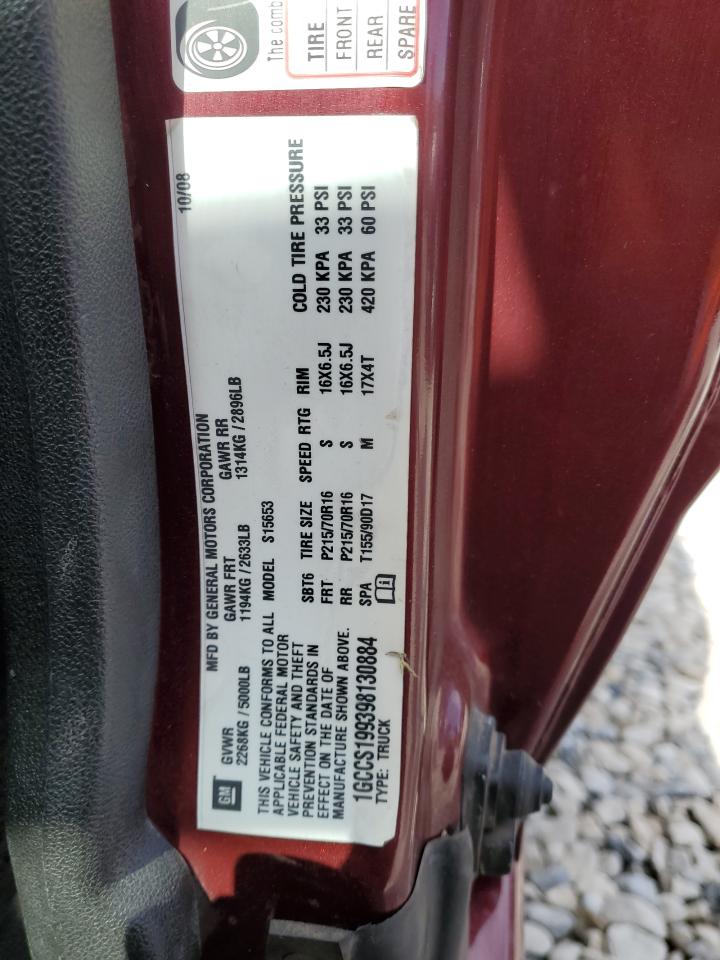 GM
MFD BY GENERAL MOTORS CORPORATION 10/08
GVWR GAWR FRT GAWR RR
2268KG / 5000LB 1194KG / 2633LB 1314KG / 2896LB
THIS VEHICLE CONFORMS TO ALL
APPLICABLE FEDERAL MOTOR
VEHICLE SAFETY AND THEFT
PREVENTION STANDARDS IN
EFFECT ON THE DATE OF
MANUFACTURE SHOWN ABOVE.
1GCCS199398130884
TYPE: TRUCK
MODEL S15653
SBT6 TIRE SIZE SPEED RTG RIM COLD TIRE PRESSURE
FRT P215/70R16 S 16X6.5J 230 KPA 33 PSI
RR P215/70R16 S 16X6.5J 230 KPA 33 PSI
SPA T155/90D17 M 17X4T 420 KPA 60 PSI
The comb
TIRE
FRONT
REAR
SPARE